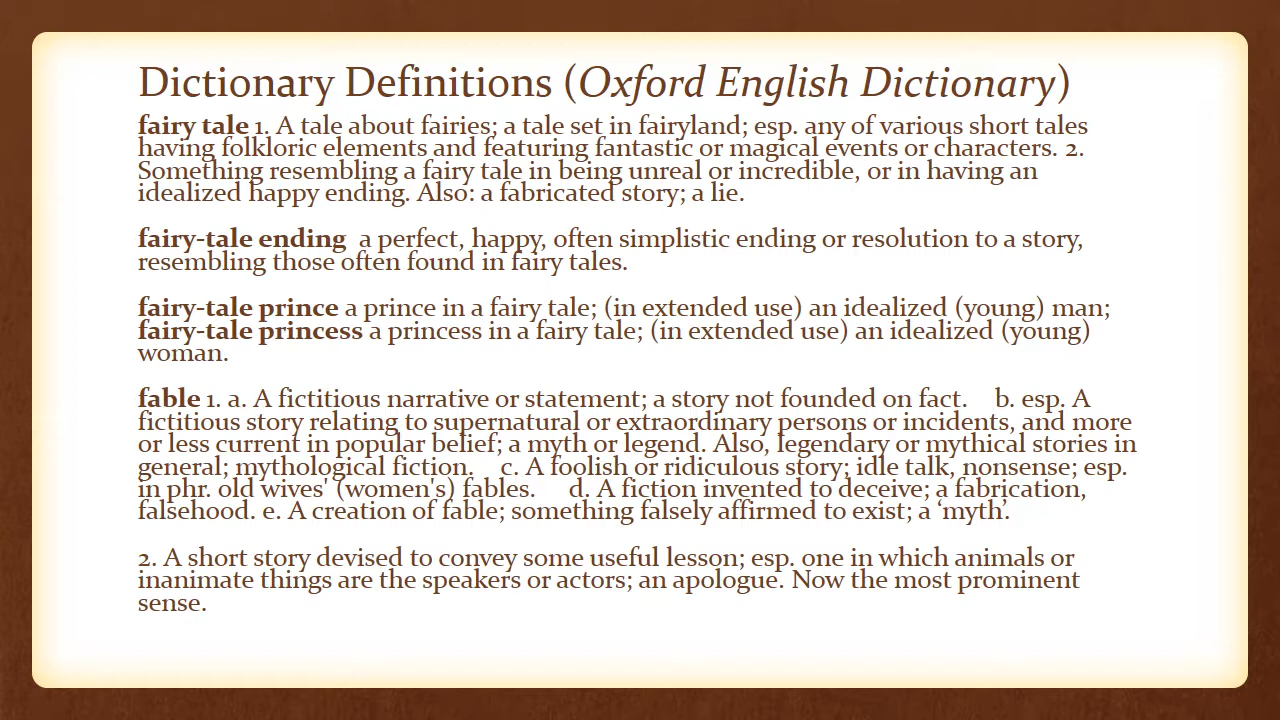 Dictionary Definitions (Oxford English Dictionary)
fairy tale 1. A tale about fairies; a tale set in fairyland; esp. any of various short tales
having folkloric elements and featuring fantastic or magical events or characters. 2.
Something resembling a fairy tale in being unreal or incredible, or in having an
idealized happy ending. Also: a fabricated story; a lie.
fairy-tale ending  a perfect, happy, often simplistic ending or resolution to a story,
resembling those often found in fairy tales.
fairy-tale prince a prince in a fairy tale; (in extended use) an idealized (young) man;
fairy-tale princess a princess in a fairy tale; (in extended use) an idealized (young)
woman.
fable 1. a. A fictitious narrative or statement; a story not founded on fact.    b. esp. A
fictitious story relating to supernatural or extraordinary persons or incidents, and more
or less current in popular belief; a myth or legend. Also, legendary or mythical stories in
general; mythological fiction.    c. A foolish or ridiculous story; idle talk, nonsense; esp.
in phr. old wives' (women's) fables.    d. A fiction invented to deceive; a fabrication,
falsehood. e. A creation of fable; something falsely affirmed to exist; a ‘myth’.
2. A short story devised to convey some useful lesson; esp. one in which animals or
inanimate things are the speakers or actors; an apologue. Now the most prominent
sense.